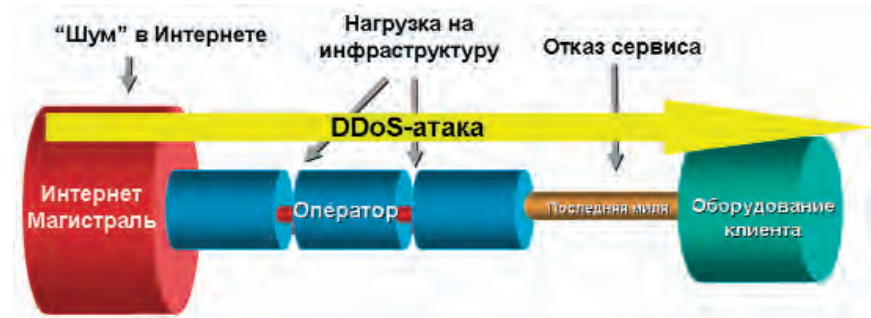 “Шум” в Интернете
Нагрузка на
инфраструктуру
Отказ сервиса
DDoS-атака
Интернет
Магистраль
Оператор
Последняя миля
Оборудование
клиента